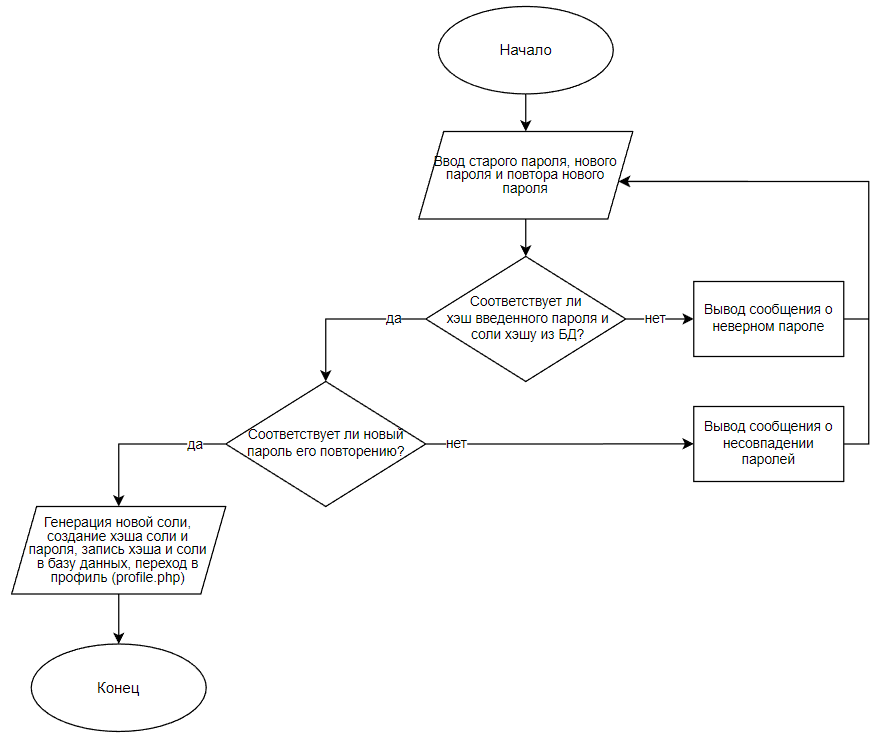 Начало
Ввод старого пароля, нового
пароля и повтора нового
пароля
Соответствует ли
хэш введенного пароля и
соли хэшу из БД?
да
нет
Вывод сообщения о
неверном пароле
Соответствует ли новый
пароль его повторению?
да
нет
Вывод сообщения о
несовпадении
паролей
Генерация новой соли,
создание хэша соли и
пароля, запись хэша и соли
в базу данных, переход в
профиль (profile.php)
Конец